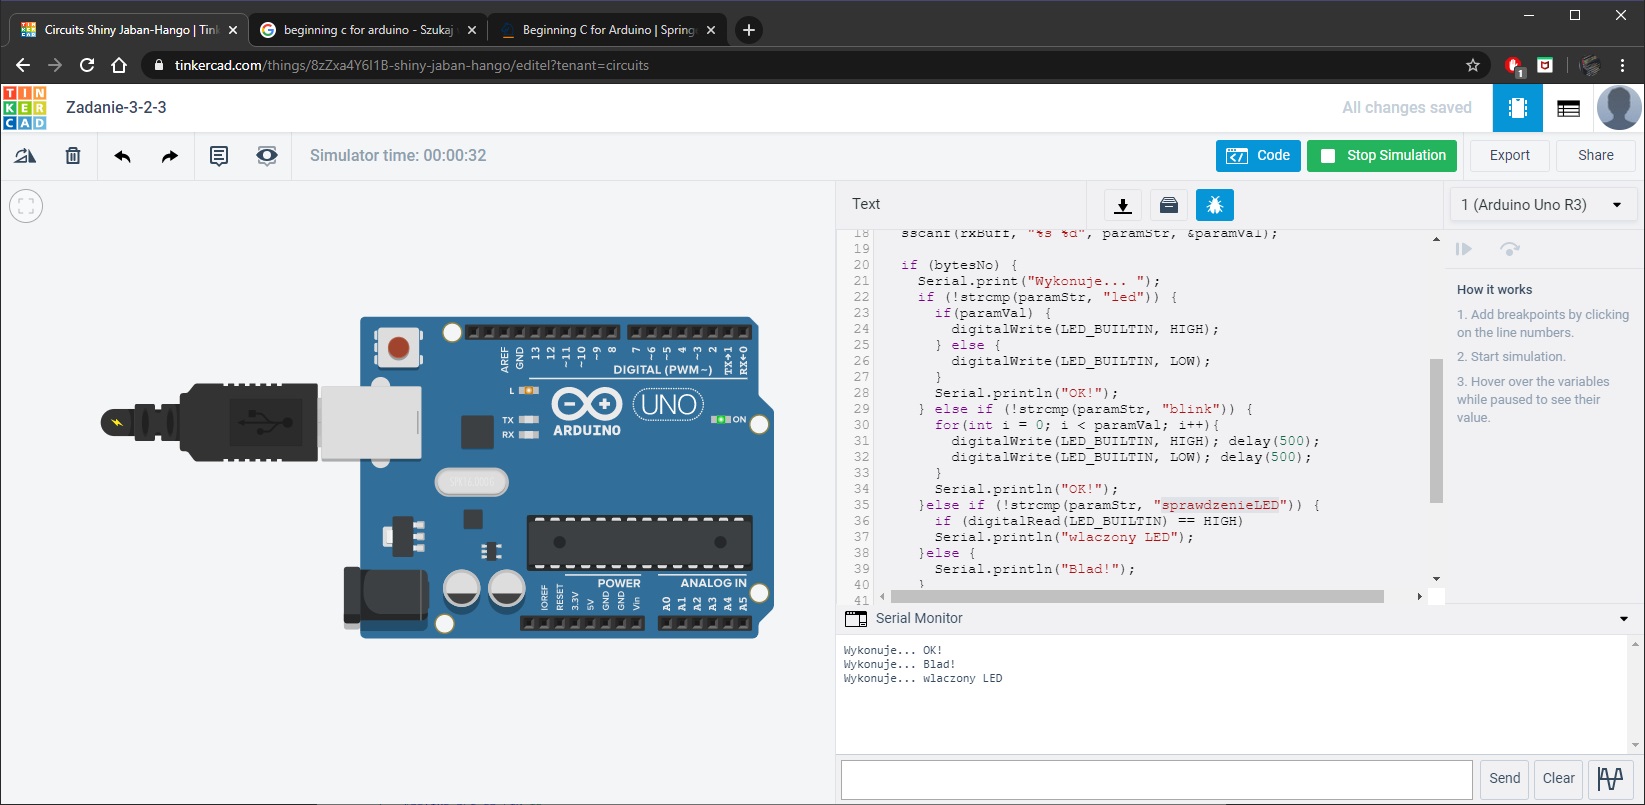 Circuits Shiny Jaban-Hango | Tink
beginning c for arduino - Szukaj
Beginning C for Arduino | Spring
tinkercad.com/things/8zZxa4Y6I1B-shiny-jaban-hango/editel?tenant=circuits
1
TIN
KER
CAD
Zadanie-3-2-3
All changes saved
Simulator time: 00:00:32
Code
Stop Simulation
Export
Share
Text
1 (Arduino Uno R3)
18 sscanf(rxBuff, "%s %d", paramStr, &paramVal);
19
20 if (bytesNo) {
21 Serial.print("Wykonuje... ");
22 if (!strcmp(paramStr, "led")) {
23 if(paramVal) {
24 digitalWrite(LED_BUILTIN, HIGH);
25 } else {
26 digitalWrite(LED_BUILTIN, LOW);
27 }
28 Serial.println("OK!");
29 } else if (!strcmp(paramStr, "blink")) {
30 for(int i = 0; i < paramVal; i++){
31 digitalWrite(LED_BUILTIN, HIGH); delay(500);
32 digitalWrite(LED_BUILTIN, LOW); delay(500);
33 }
34 Serial.println("OK!");
35 }else if (!strcmp(paramStr, "sprawdzenieLED")) {
36 if (digitalRead(LED_BUILTIN) == HIGH)
37 Serial.println("wlaczony LED");
38 }else {
39 Serial.println("Blad!");
40 }
41
How it works
1. Add breakpoints by clicking
on the line numbers.
2. Start simulation.
3. Hover over the variables
while paused to see their
value.
AREF
GND
13
12
~11
~10
~9
8
7
~6
~5
4
~3
2
TX→1
RX←0
DIGITAL (PWM~)
L
TX
RX
UNO
ARDUINO
ON
POWER
ANALOG IN
IOREF
RESET
3.3V
5V
GND
GND
Vin
A0
A1
A2
A3
A4
A5
Serial Monitor
Wykonuje... OK!
Wykonuje... Blad!
Wykonuje... wlaczony LED
Send
Clear